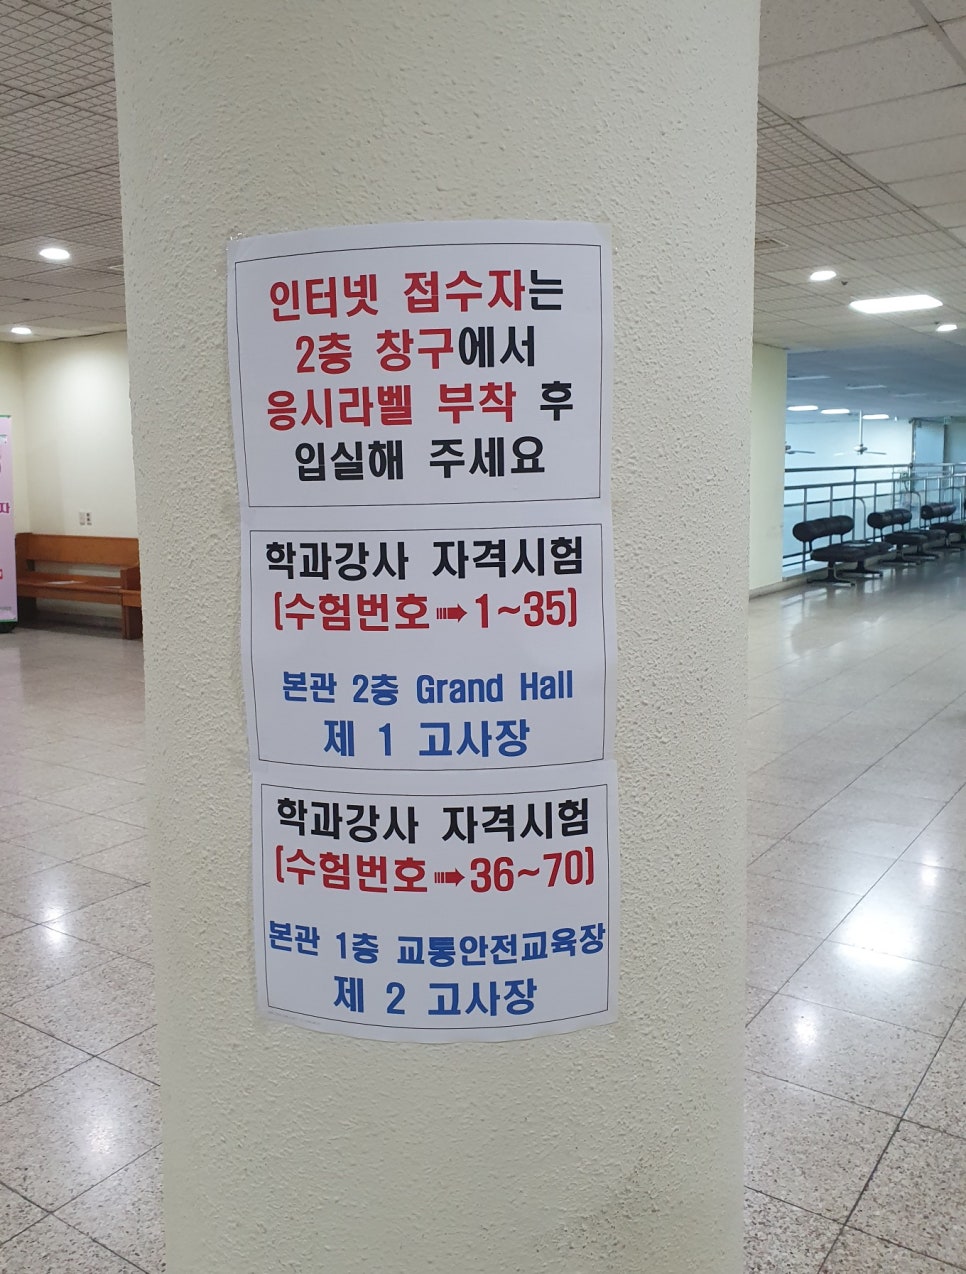 인터넷 접수자는
2층 창구에서
응시라벨 부착 후
입실해 주세요
학과강사 자격시험
(수험번호➠1~35)
본관 2층 Grand Hall
제 1 고사장
학과강사 자격시험
(수험번호➠36~70)
본관 1층 교통안전교육장
제 2 고사장
자